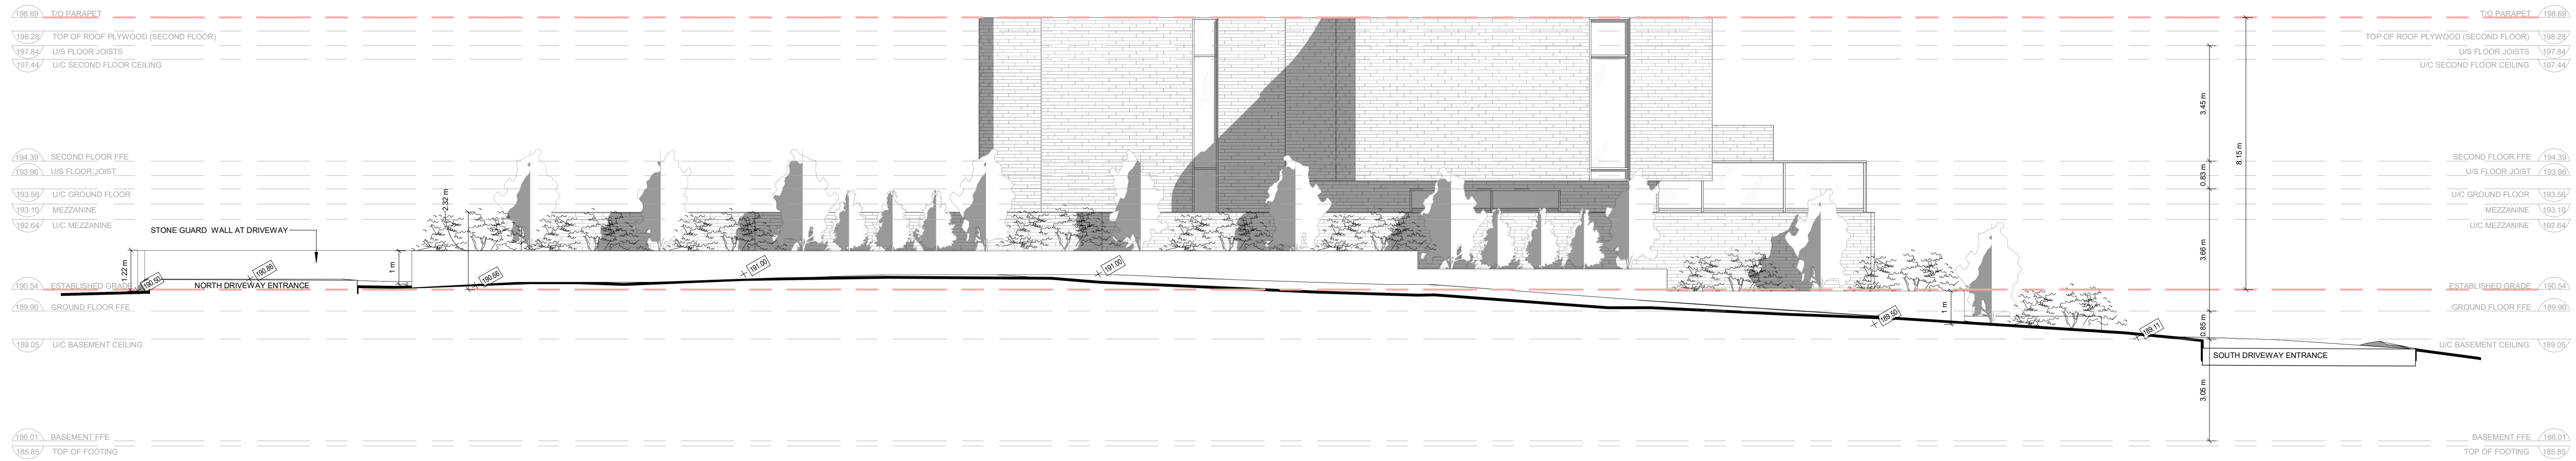 198.69 T/O PARAPET
198.28 TOP OF ROOF PLYWOOD (SECOND FLOOR)
197.84 U/S FLOOR JOISTS
197.44 U/C SECOND FLOOR CEILING
194.39 SECOND FLOOR FFE
193.96 U/S FLOOR JOIST
193.56 U/C GROUND FLOOR
193.10 MEZZANINE
192.64 U/C MEZZANINE
190.54 ESTABLISHED GRADE
189.90 GROUND FLOOR FFE
189.05 U/C BASEMENT CEILING
186.01 BASEMENT FFE
185.85 TOP OF FOOTING
STONE GUARD WALL AT DRIVEWAY
1.22 m
190.50
190.86
NORTH DRIVEWAY ENTRANCE
1 m
2.32 m
190.66
191.00
191.00
189.50
1 m
189.11
SOUTH DRIVEWAY ENTRANCE
3.45 m
0.83 m
3.66 m
0.85 m
3.05 m
8.15 m
T/O PARAPET 198.69
TOP OF ROOF PLYWOOD (SECOND FLOOR) 198.28
U/S FLOOR JOISTS 197.84
U/C SECOND FLOOR CEILING 197.44
SECOND FLOOR FFE 194.39
U/S FLOOR JOIST 193.96
U/C GROUND FLOOR 193.56
MEZZANINE 193.10
U/C MEZZANINE 192.64
ESTABLISHED GRADE 190.54
GROUND FLOOR FFE 189.90
U/C BASEMENT CEILING 189.05
BASEMENT FFE 186.01
TOP OF FOOTING 185.85